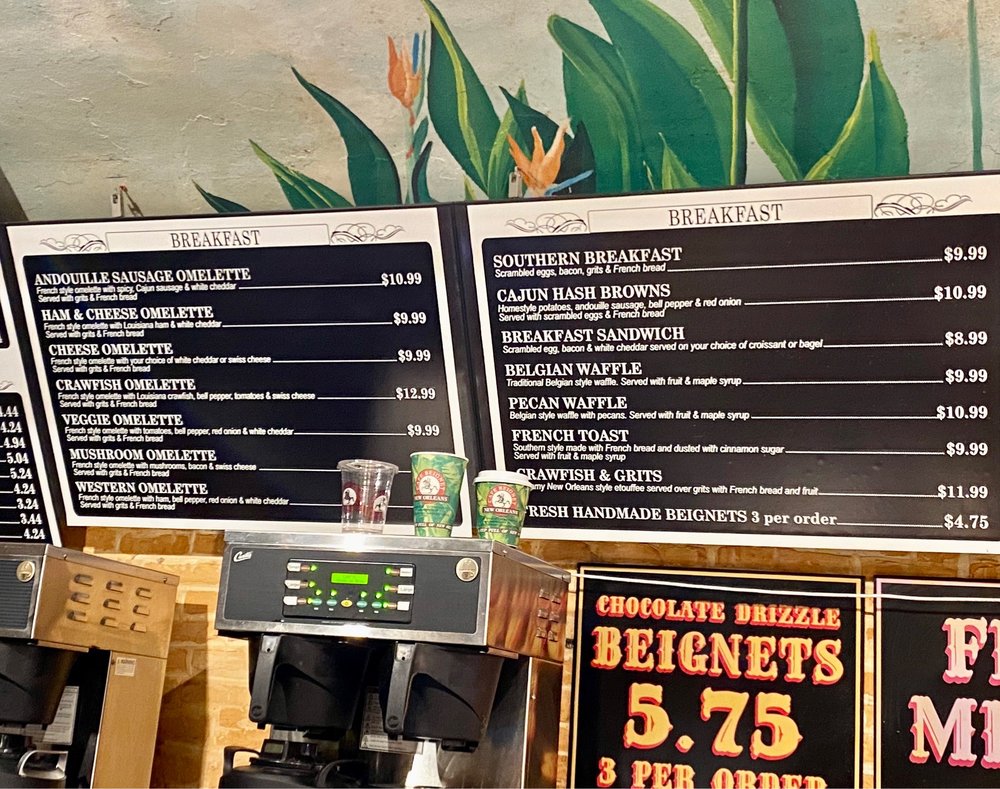 BREAKFAST
ANDOUILLE SAUSAGE OMELETTE
French style omelette with spicy, Cajun sausage & white cheddar $10.99
Served with grits & French bread
HAM & CHEESE OMELETTE
French style omelette with Louisiana ham & white cheddar $9.99
Served with grits & French bread
CHEESE OMELETTE
French style omelette with your choice of white cheddar or swiss cheese $9.99
Served with grits & French bread
CRAWFISH OMELETTE
French style omelette with Louisiana crawfish, bell pepper, tomatoes & swiss cheese $12.99
Served with grits & French bread
VEGGIE OMELETTE
French style omelette with tomatoes, bell pepper, red onion & white cheddar $9.99
Served with grits & French bread
MUSHROOM OMELETTE
French style omelette with mushrooms, bacon & swiss cheese
Served with grits & French bread
WESTERN OMELETTE
French style omelette with ham, bell pepper, red onion & white cheddar
Served with grits & French bread
BREAKFAST
SOUTHERN BREAKFAST
Scrambled eggs, bacon, grits & French bread $9.99
CAJUN HASH BROWNS
Homestyle potatoes, andouille sausage, bell pepper & red onion $10.99
Served with scrambled eggs & French bread
BREAKFAST SANDWICH
Scrambled egg, bacon & white cheddar served on your choice of croissant or bagel $8.99
BELGIAN WAFFLE
Traditional Belgian style waffle. Served with fruit & maple syrup $9.99
PECAN WAFFLE
Belgian style waffle with pecans. Served with fruit & maple syrup $10.99
FRENCH TOAST
Southern style made with French bread and dusted with cinnamon sugar $9.99
Served with fruit & maple syrup
RAWFISH & GRITS
amy New Orleans style etouffee served over grits with French bread and fruit $11.99
RESH HANDMADE BEIGNETS 3 per order $4.75
4.44
4.24
4.94
5.04
5.24
4.24
3.24
3.44
4.24
NEW ORLEANS
NEW ORLEANS
Curtis
CHOCOLATE DRIZZLE
BEIGNETS
5.75
3 PER ORDER